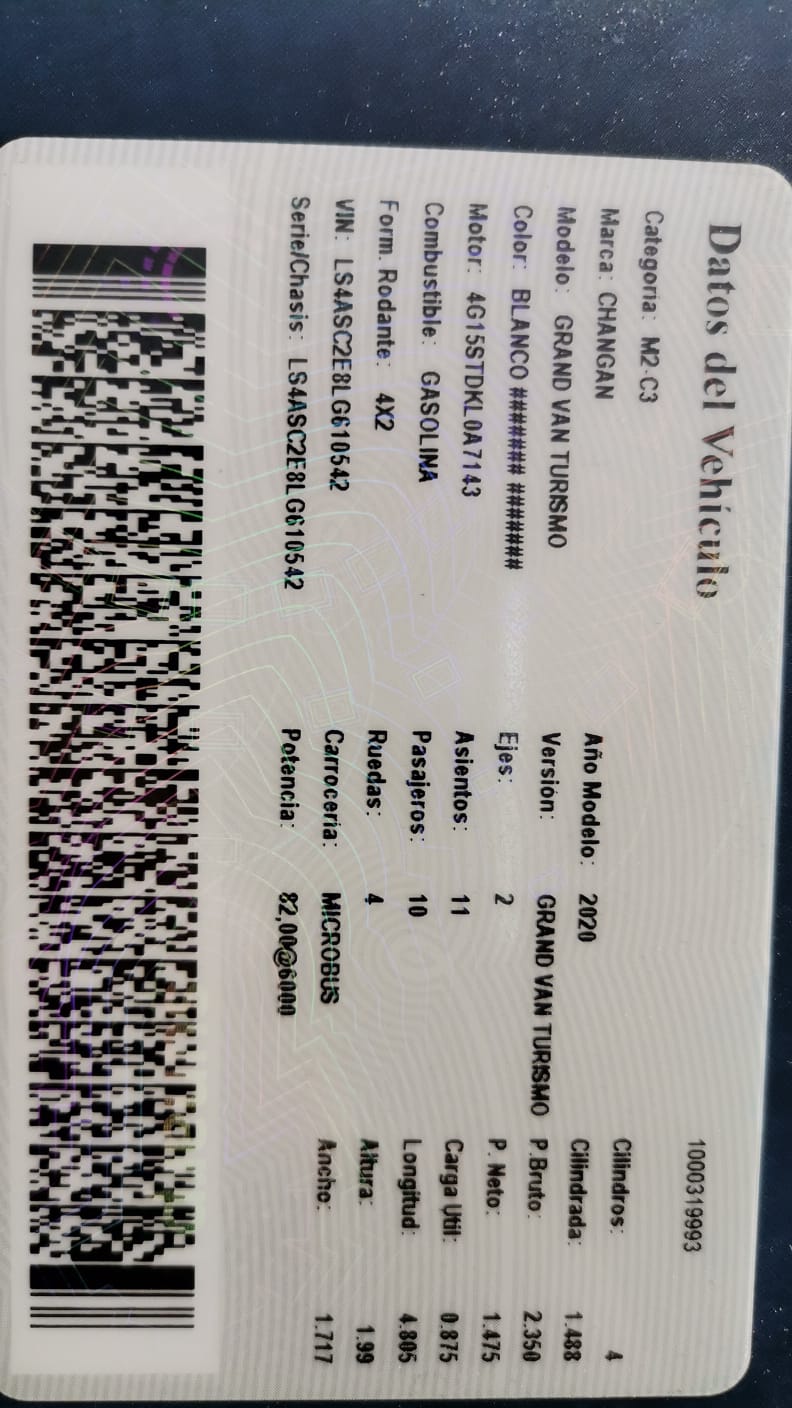 Datos del Vehículo
1000319993
Categoría: M2-C3
Marca: CHANGAN
Modelo: GRAND VAN TURISMO
Color: BLANCO ####### #######
Motor: 4G15STDKL0A7143
Combustible: GASOLINA
Form. Rodante: 4X2
VIN: LS4ASC2E8LG610542
Serie/Chasis: LS4ASC2E8LG610542
Año Modelo: 2020
Versión: GRAND VAN TURISMO
Ejes: 2
Asientos: 11
Pasajeros: 10
Ruedas: 4
Carrocería: MICROBUS
Potencia: 82,00@6000
Cilindros: 4
Cilindrada: 1.488
P.Bruto: 2.350
P. Neto: 1.475
Carga Util: 0.875
Longitud: 4.805
Altura: 1.99
Ancho: 1.717